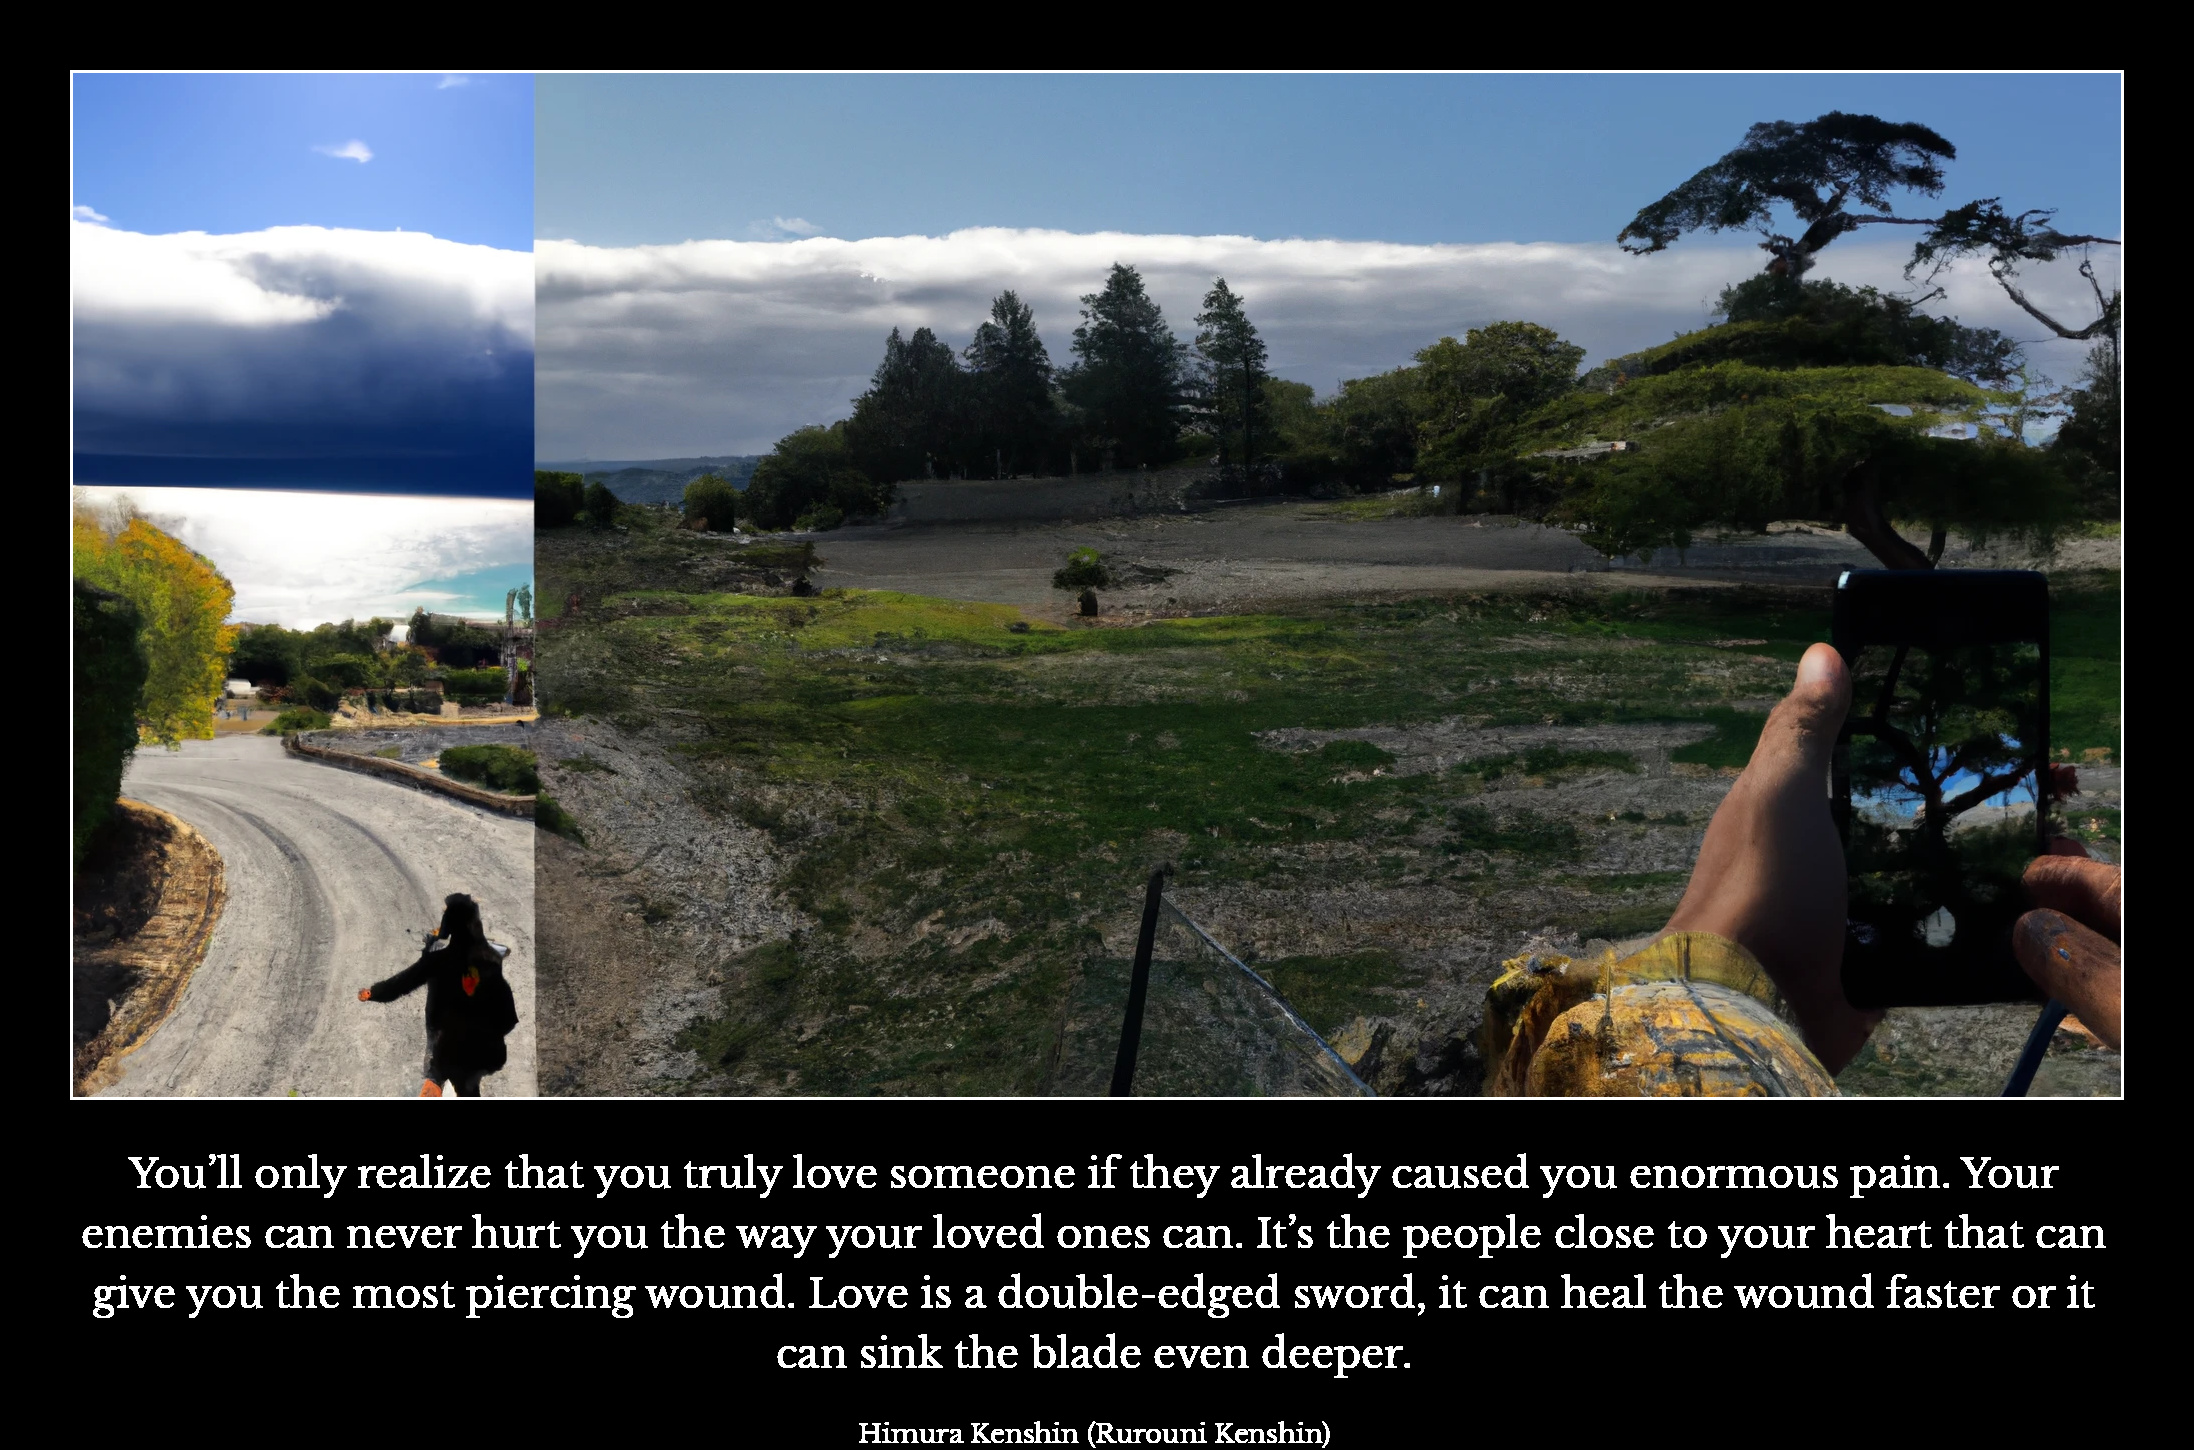 You’ll only realize that you truly love someone if they already caused you enormous pain. Your
enemies can never hurt you the way your loved ones can. It’s the people close to your heart that can
give you the most piercing wound. Love is a double-edged sword, it can heal the wound faster or it
can sink the blade even deeper.
Himura Kenshin (Rurouni Kenshin)